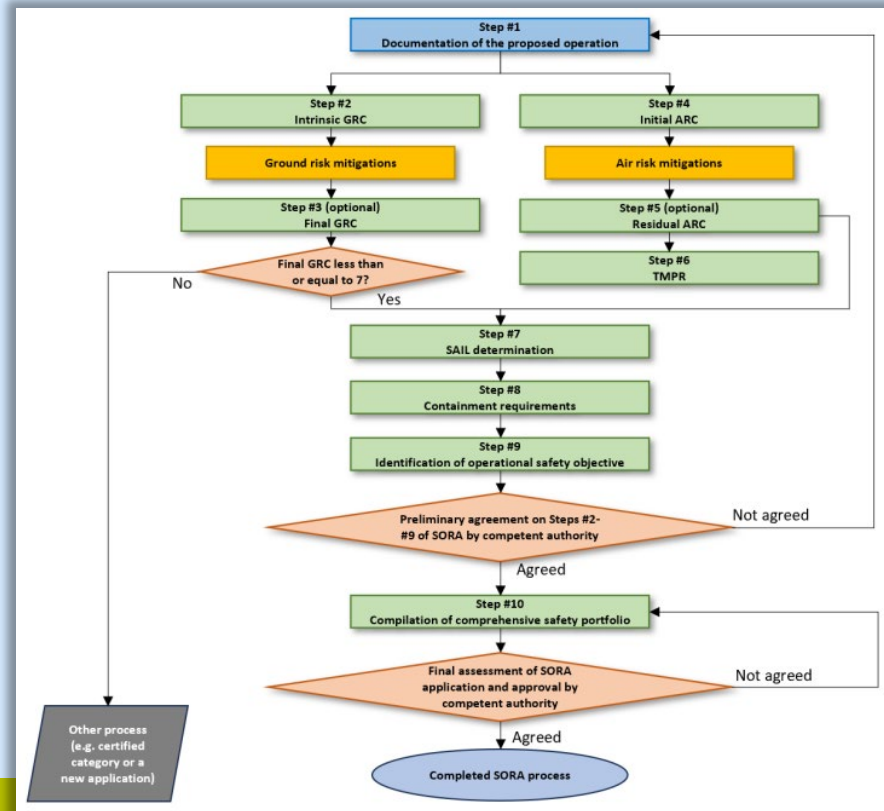 Step #1
Documentation of the proposed operation
Step #2
Intrinsic GRC
Step #4
Initial ARC
Ground risk mitigations
Air risk mitigations
Step #3 (optional)
Final GRC
Step #5 (optional)
Residual ARC
Final GRC less than
or equal to 7?
No
Yes
Step #6
TMPR
Step #7
SAIL determination
Step #8
Containment requirements
Step #9
Identification of operational safety objective
Preliminary agreement on Steps #2-
#9 of SORA by competent authority
Not agreed
Agreed
Step #10
Compilation of comprehensive safety portfolio
Final assessment of SORA
application and approval by
competent authority
Not agreed
Agreed
Other process
(e.g. certified
category or a
new application)
Completed SORA process